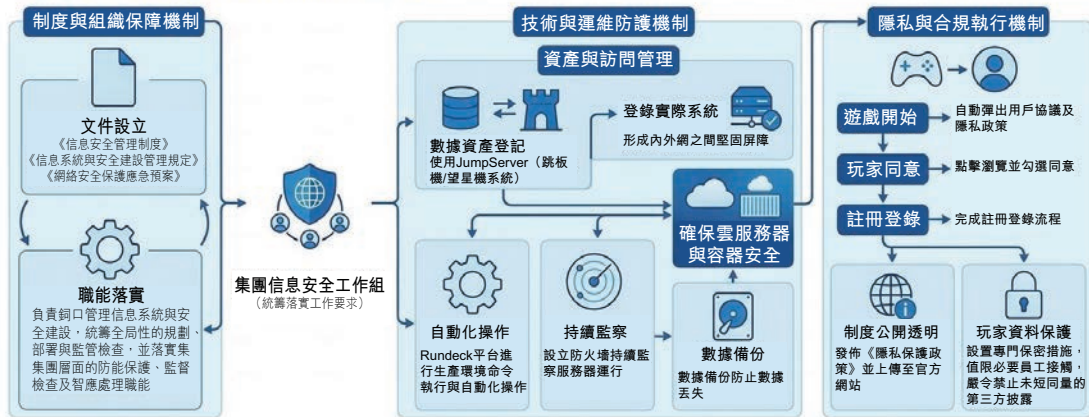 制度與組織保障機制
文件設立
《信息安全管理制度》
《信息系統與安全建設管理規定》
《網絡安全保護應急預案》
職能落實
負責銅口管理信息系統與安
全建設，統籌全局性的規劃、
部署與監管檢查，並落實集
集團層面的防能保護、監督
檢查及智應處理職能
集團信息安全工作組
（統籌落實工作要求）
技術與運維防護機制
資產與訪問管理
數據資產登記
使用JumpServer（跳板
機/望星機系統）
登錄實際系統
形成內外網之間堅固屏障
確保雲服務器
與容器安全
自動化操作
Rundeck平台進
行生產環境命令
執行與自動化操作
持續監察
設立防火墙持續監
察服務器運行
數據備份
數據備份防止數據
丟失
隱私與合規執行機制
遊戲開始
自動彈出用戶協議及
隱私政策
玩家同意
點擊瀏覽並勾選同意
註冊登錄
完成註冊登錄流程
制度公開透明
發佈《隱私保護政
策》並上傳至官方
網站
玩家資料保護
設置專門保密措施，
值限必要員工接觸，
嚴令禁止未短同量的
第三方披露